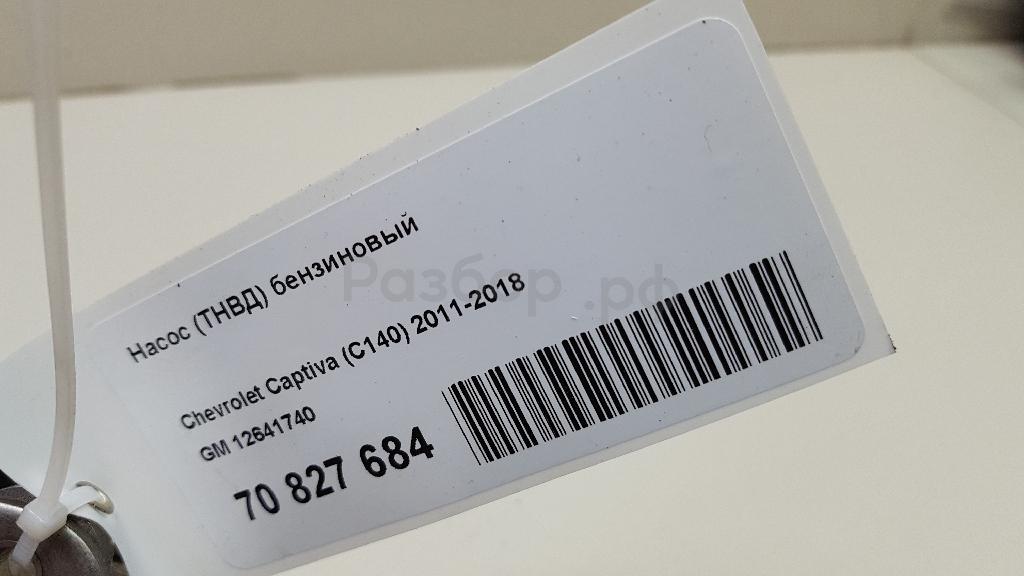 Насос (ТНВД) бензиновый
Разбор.рф
Chevrolet Captiva (C140) 2011-2018
GM 12641740
70 827 684